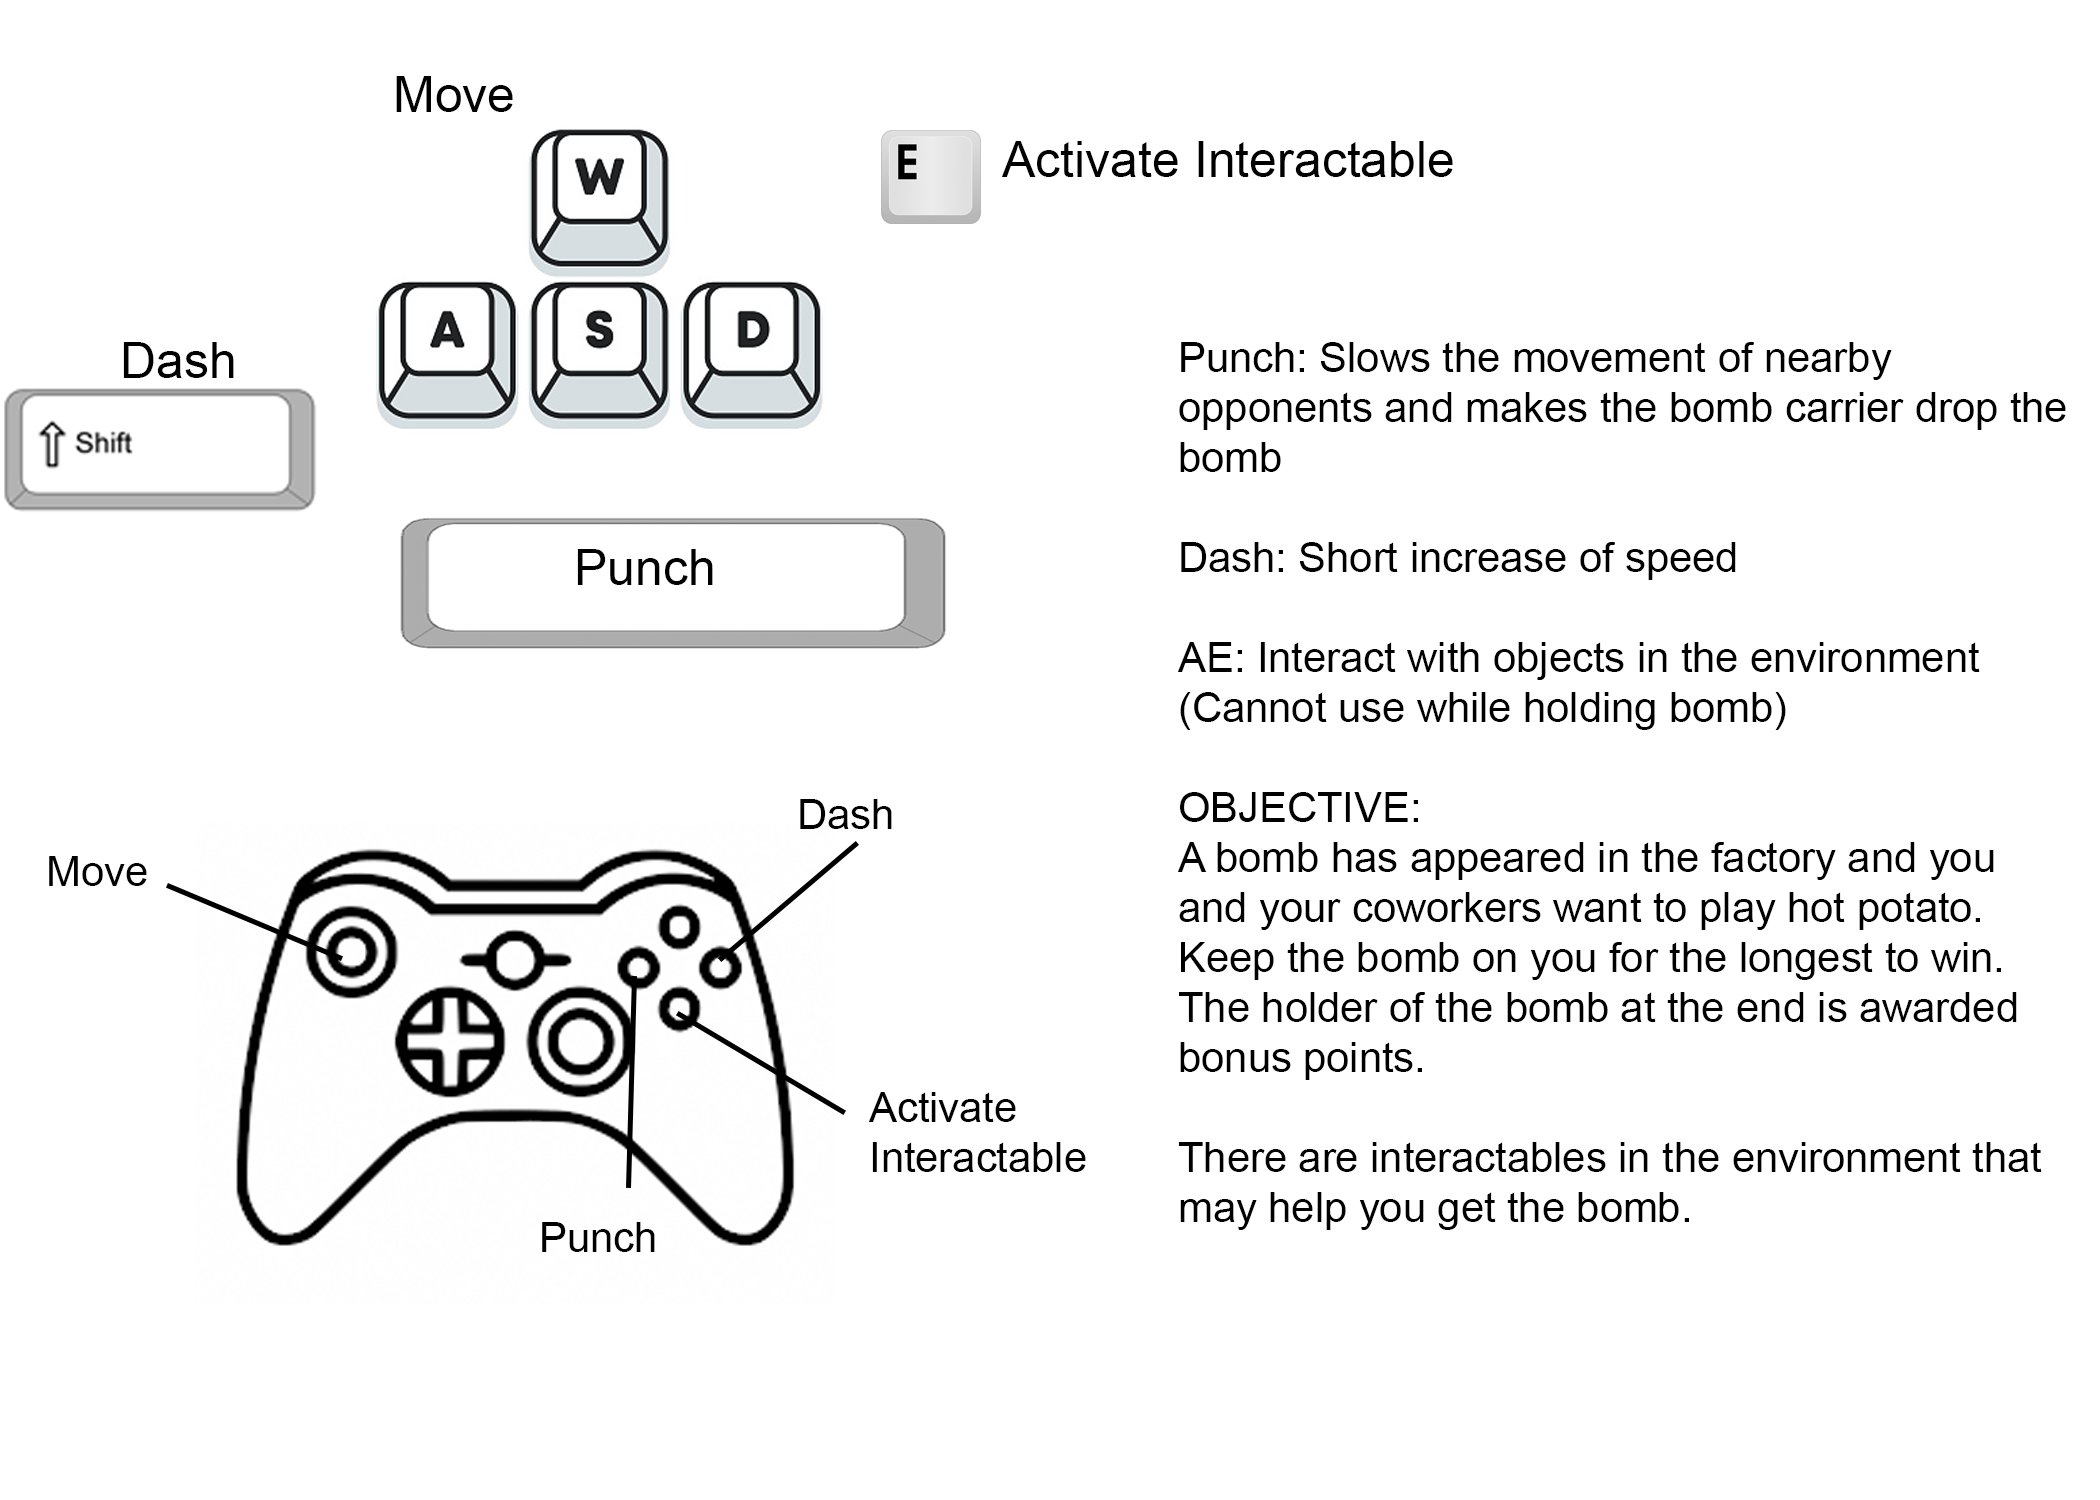 Move
W
E
Activate Interactable
A
S
D
Dash
Shift
Punch
Punch: Slows the movement of nearby
opponents and makes the bomb carrier drop the
bomb
Dash: Short increase of speed
AE: Interact with objects in the environment
(Cannot use while holding bomb)
OBJECTIVE:
A bomb has appeared in the factory and you
and your coworkers want to play hot potato.
Keep the bomb on you for the longest to win.
The holder of the bomb at the end is awarded
bonus points.
There are interactables in the environment that
may help you get the bomb.
Move
Dash
Activate
Interactable
Punch